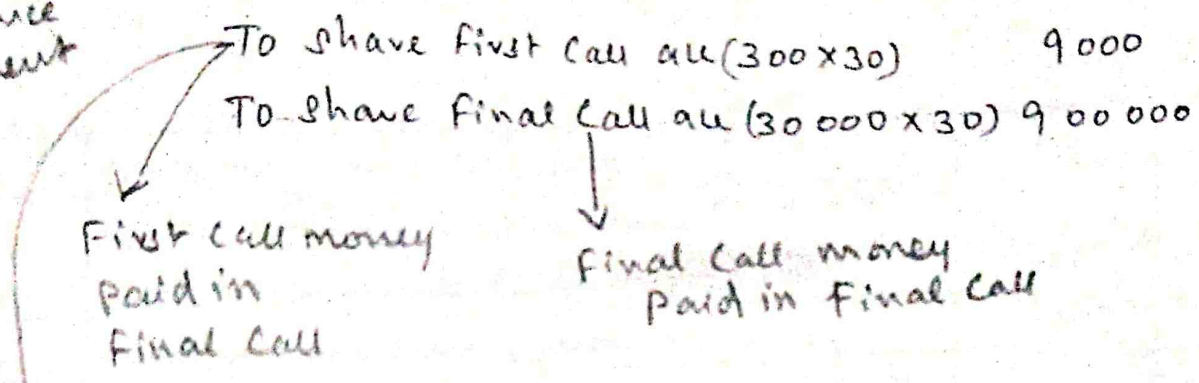 To share first Call a/c (300 x 30) 9000
To share final Call a/c (30000 x 30) 900000
First call money
paid in
final call
final Call money
paid in final call